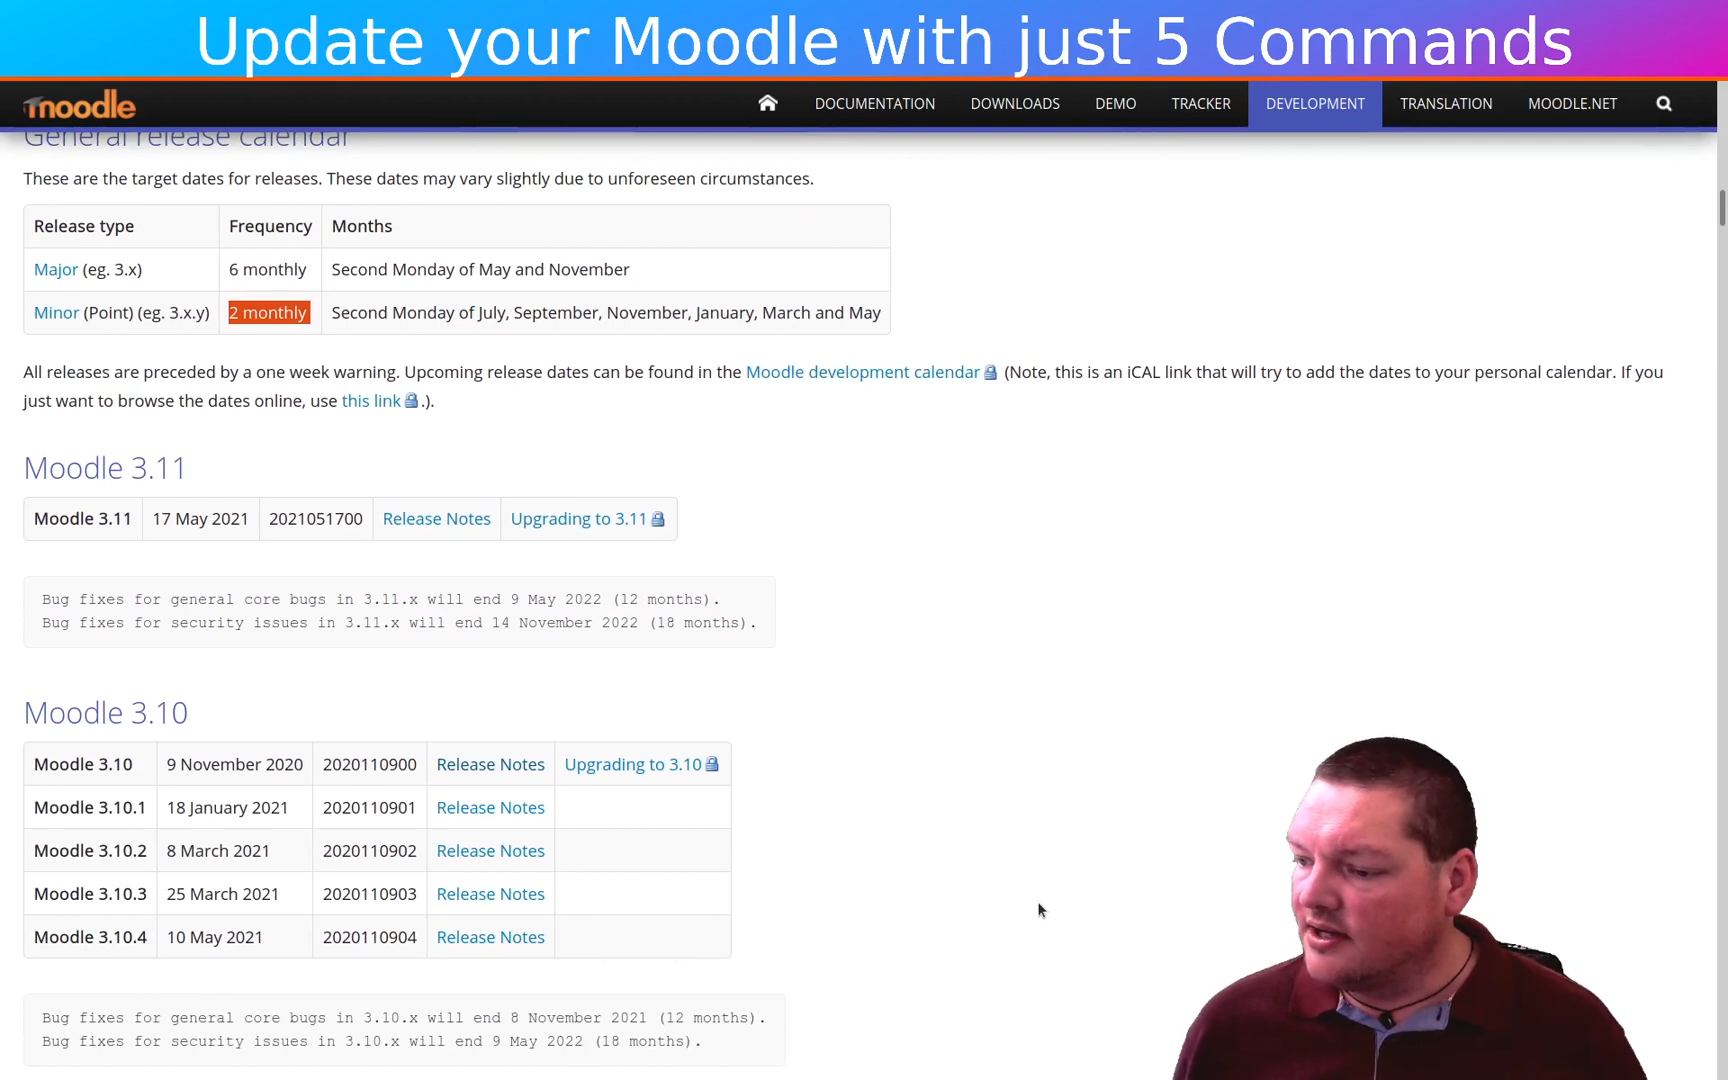 Update your Moodle with just 5 Commands
moodle
DOCUMENTATION DOWNLOADS DEMO TRACKER DEVELOPMENT TRANSLATION MOODLE.NET
General release calendar
These are the target dates for releases. These dates may vary slightly due to unforeseen circumstances.
Release type Frequency Months
Major (eg. 3.x) 6 monthly Second Monday of May and November
Minor (Point) (eg. 3.x.y) 2 monthly Second Monday of July, September, November, January, March and May
All releases are preceded by a one week warning. Upcoming release dates can be found in the Moodle development calendar (Note, this is an iCAL link that will try to add the dates to your personal calendar. If you
just want to browse the dates online, use this link .).
Moodle 3.11
Moodle 3.11 17 May 2021 2021051700 Release Notes Upgrading to 3.11
Bug fixes for general core bugs in 3.11.x will end 9 May 2022 (12 months).
Bug fixes for security issues in 3.11.x will end 14 November 2022 (18 months).
Moodle 3.10
Moodle 3.10 9 November 2020 2020110900 Release Notes Upgrading to 3.10
Moodle 3.10.1 18 January 2021 2020110901 Release Notes
Moodle 3.10.2 8 March 2021 2020110902 Release Notes
Moodle 3.10.3 25 March 2021 2020110903 Release Notes
Moodle 3.10.4 10 May 2021 2020110904 Release Notes
Bug fixes for general core bugs in 3.10.x will end 8 November 2021 (12 months).
Bug fixes for security issues in 3.10.x will end 9 May 2022 (18 months).